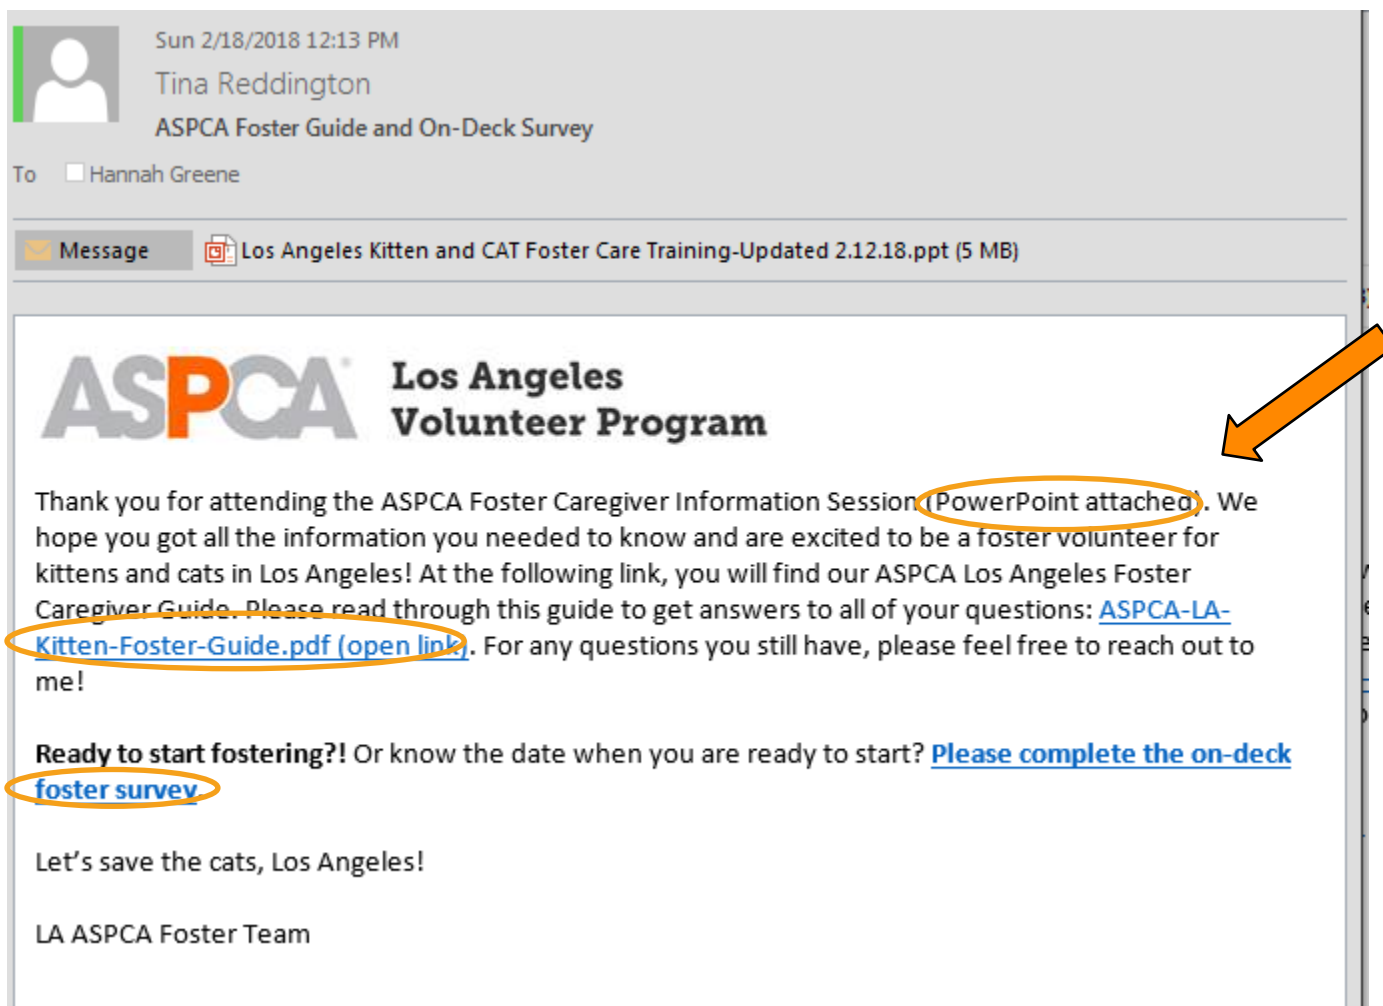 Sun 2/18/2018 12:13 PM
Tina Reddington
ASPCA Foster Guide and On-Deck Survey
To Hannah Greene
Message Los Angeles Kitten and CAT Foster Care Training-Updated 2.12.18.ppt (5 MB)
ASPCA
Los Angeles
Volunteer Program
Thank you for attending the ASPCA Foster Caregiver Information Session (PowerPoint attached). We
hope you got all the information you needed to know and are excited to be a foster volunteer for
kittens and cats in Los Angeles! At the following link, you will find our ASPCA Los Angeles Foster
Caregiver Guide. Please read through this guide to get answers to all of your questions: ASPCA-LA-
Kitten-Foster-Guide.pdf (open link). For any questions you still have, please feel free to reach out to
me!
Ready to start fostering?! Or know the date when you are ready to start? Please complete the on-deck
foster survey.
Let's save the cats, Los Angeles!
LA ASPCA Foster Team